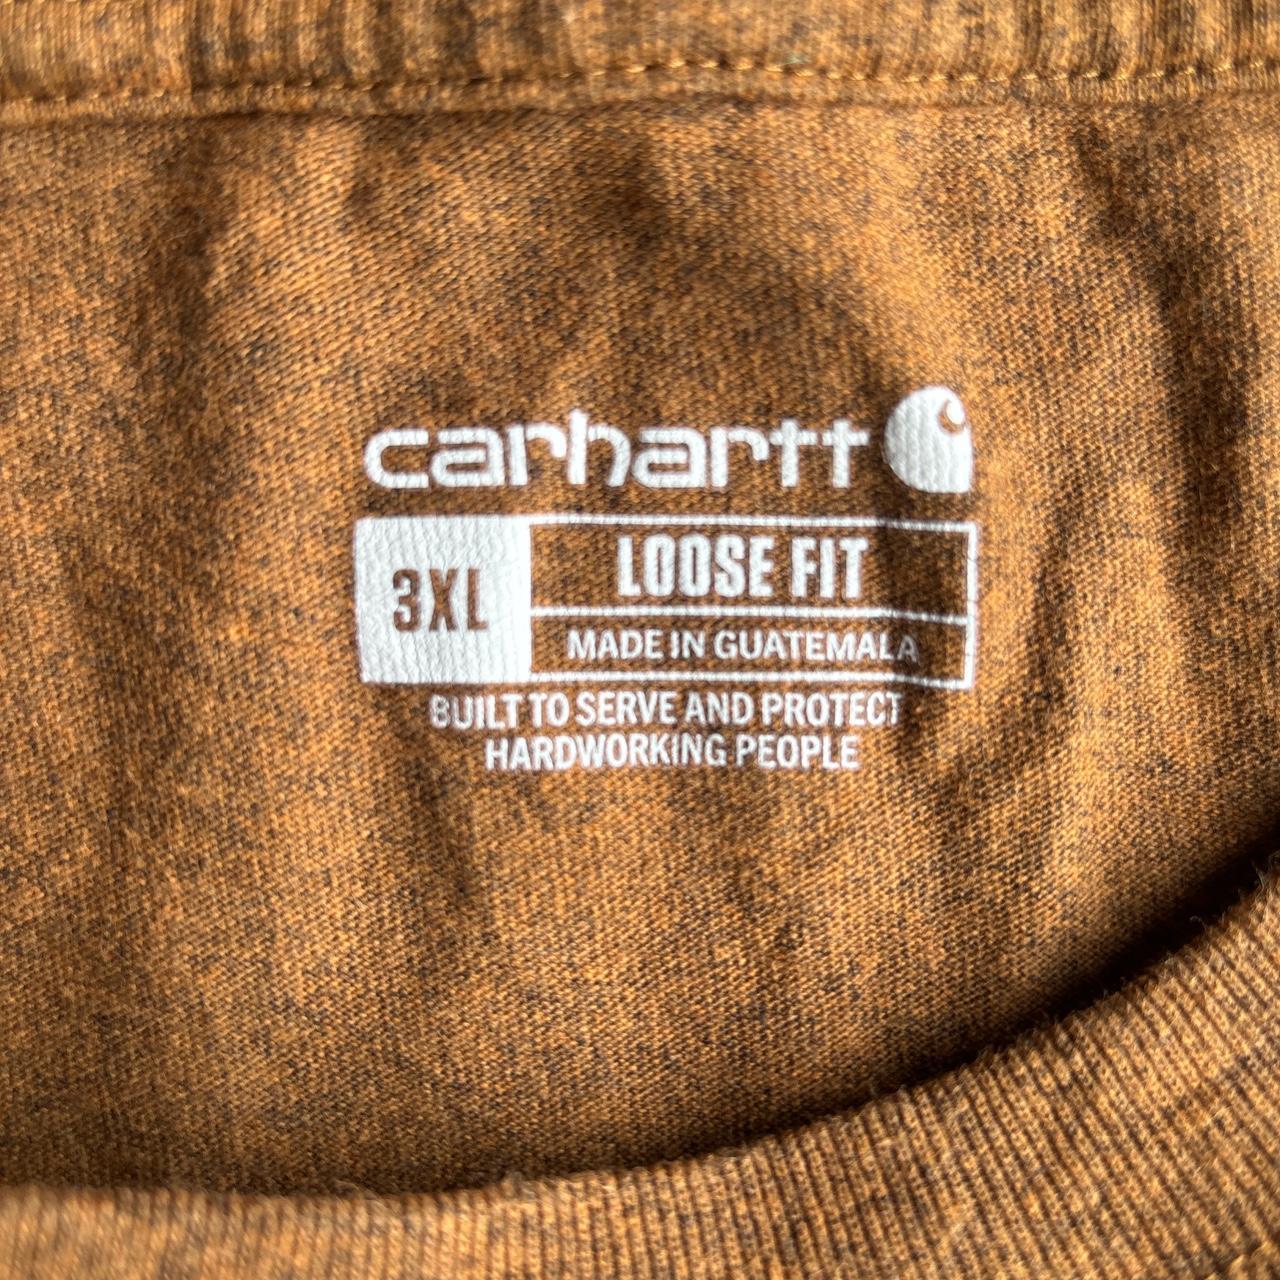 carhartt
3XL
LOOSE FIT
MADE IN GUATEMALA
BUILT TO SERVE AND PROTECT
HARDWORKING PEOPLE